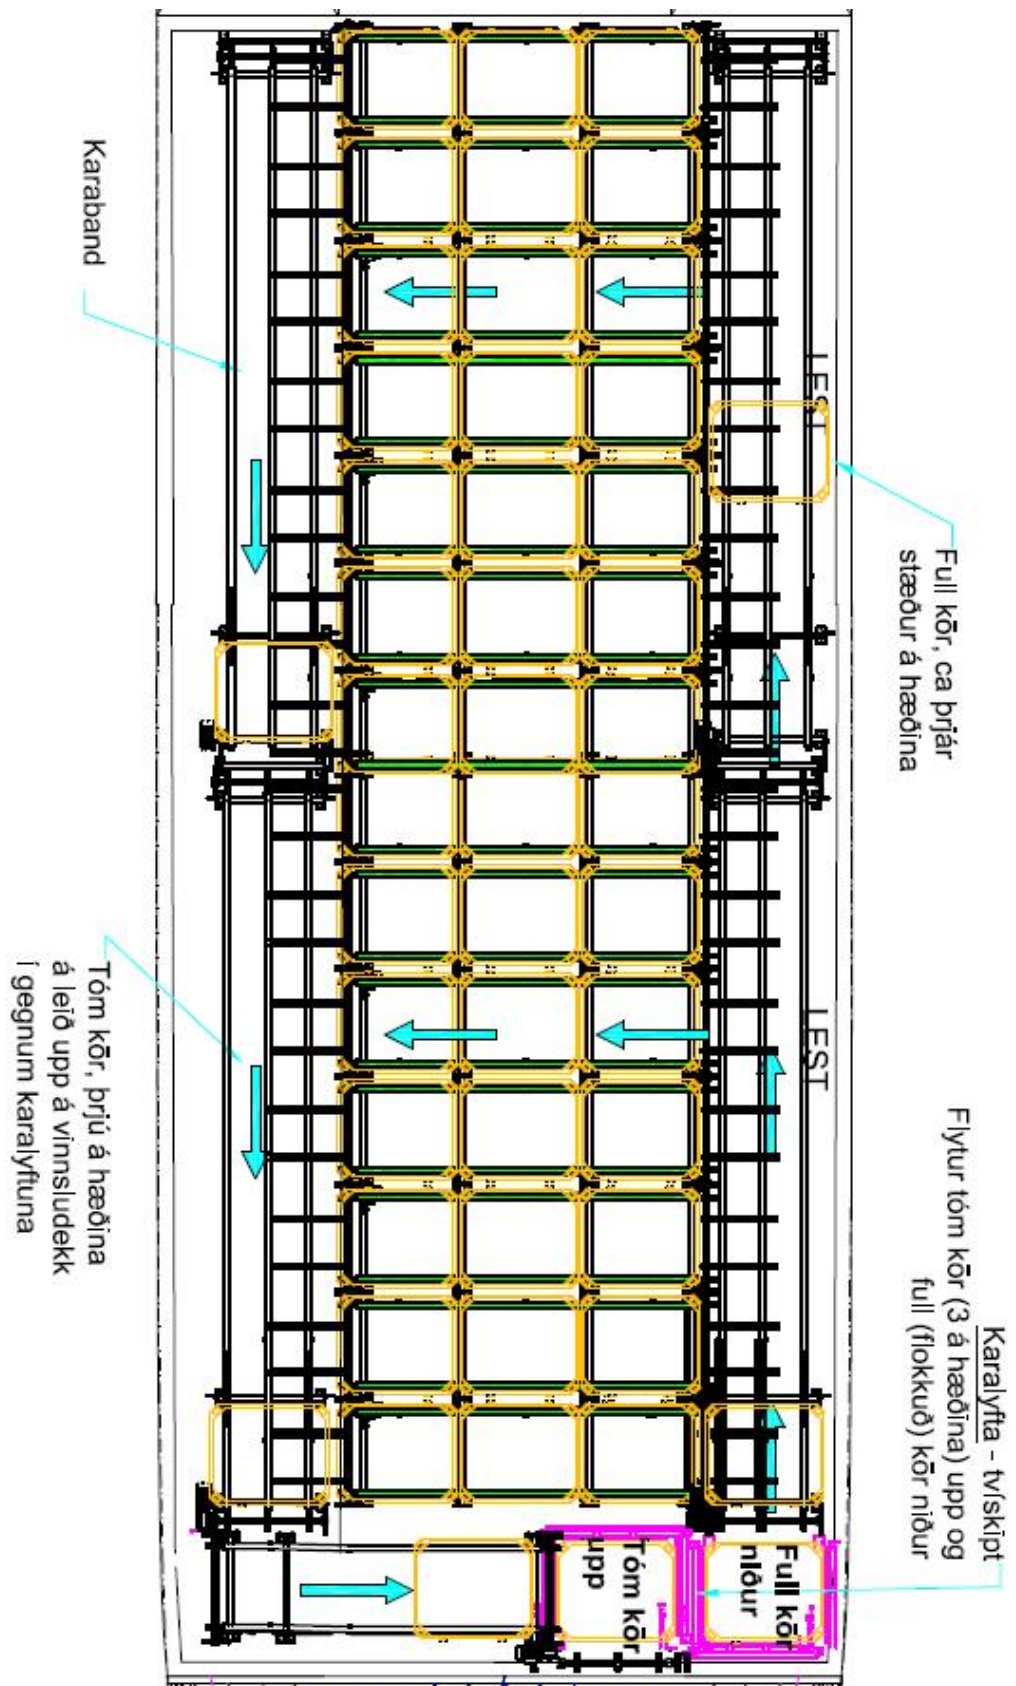 Karaband
LEST
Full kör, ca þrjár
stæður á hæðina
Tóm kör, þrjú á hæðina
á leið upp á vinnsludekk
í gegnum karalyftuna
LEST
Karalyfta - tvískipt
Flytur tóm kör (3 á hæðina) upp og
full (flokkuð) kör niður
Tóm kör
upp
Full kör
niður